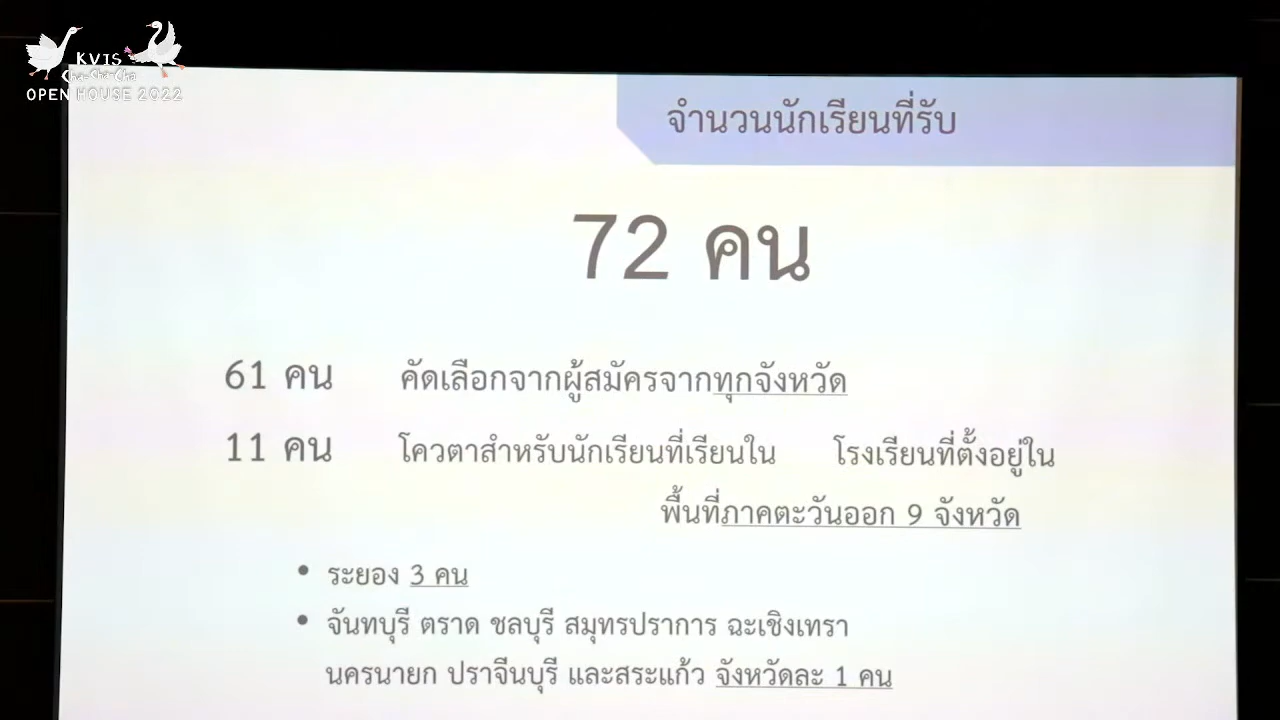 KVIS
Cha-Cha-Cha
OPEN HOUSE 2022
จำนวนนักเรียนที่รับ
72 คน
61 คน คัดเลือกจากผู้สมัครจากทุกจังหวัด
11 คน โควตาสำหรับนักเรียนที่เรียนใน โรงเรียนที่ตั้งอยู่ใน
พื้นที่ภาคตะวันออก 9 จังหวัด
• ระยอง 3 คน
• จันทบุรี ตราด ชลบุรี สมุทรปราการ ฉะเชิงเทรา
นครนายก ปราจีนบุรี และสระแก้ว จังหวัดละ 1 คน